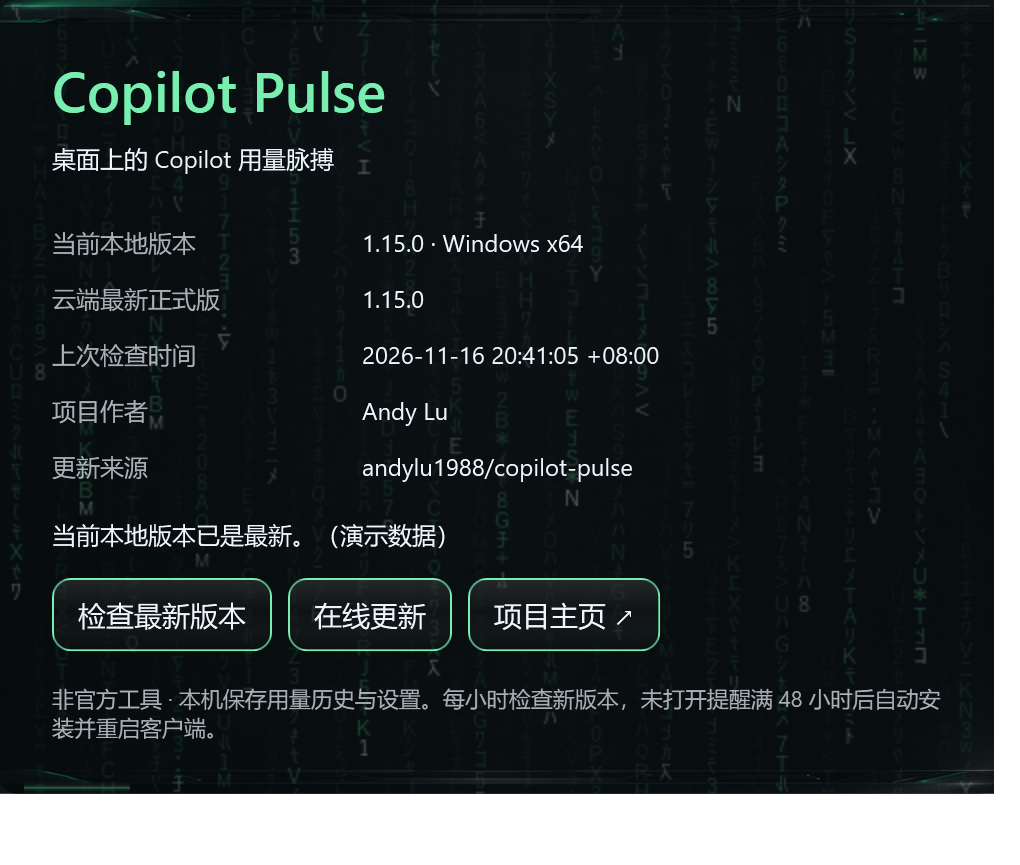 Copilot Pulse
桌面上的 Copilot 用量脉搏
当前本地版本 1.15.0 · Windows x64
云端最新正式版 1.15.0
上次检查时间 2026-11-16 20:41:05 +08:00
项目作者 Andy Lu
更新来源 andylu1988/copilot-pulse
当前本地版本已是最新。（演示数据）
检查最新版本 在线更新 项目主页 ↗
非官方工具 · 本机保存用量历史与设置。每小时检查新版本，未打开提醒满 48 小时后自动安
装并重启客户端。